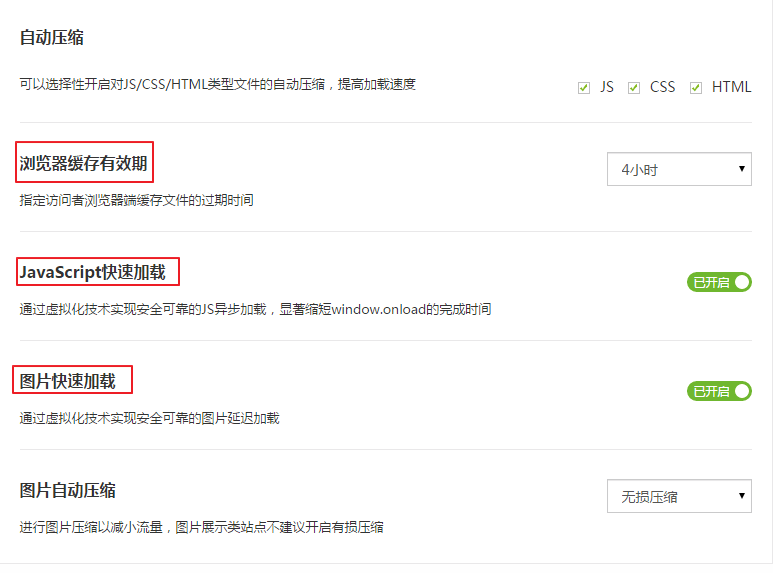 自动压缩
可以选择性开启对JS/CSS/HTML类型文件的自动压缩，提高加载速度
JS CSS HTML
浏览器缓存有效期
4小时
指定访问者浏览器端缓存文件的过期时间
JavaScript快速加载
已开启
通过虚拟化技术实现安全可靠的JS异步加载，显著缩短window.onload的完成时间
图片快速加载
已开启
通过虚拟化技术实现安全可靠的图片延迟加载
图片自动压缩
无损压缩
进行图片压缩以减小流量，图片展示类站点不建议开启有损压缩